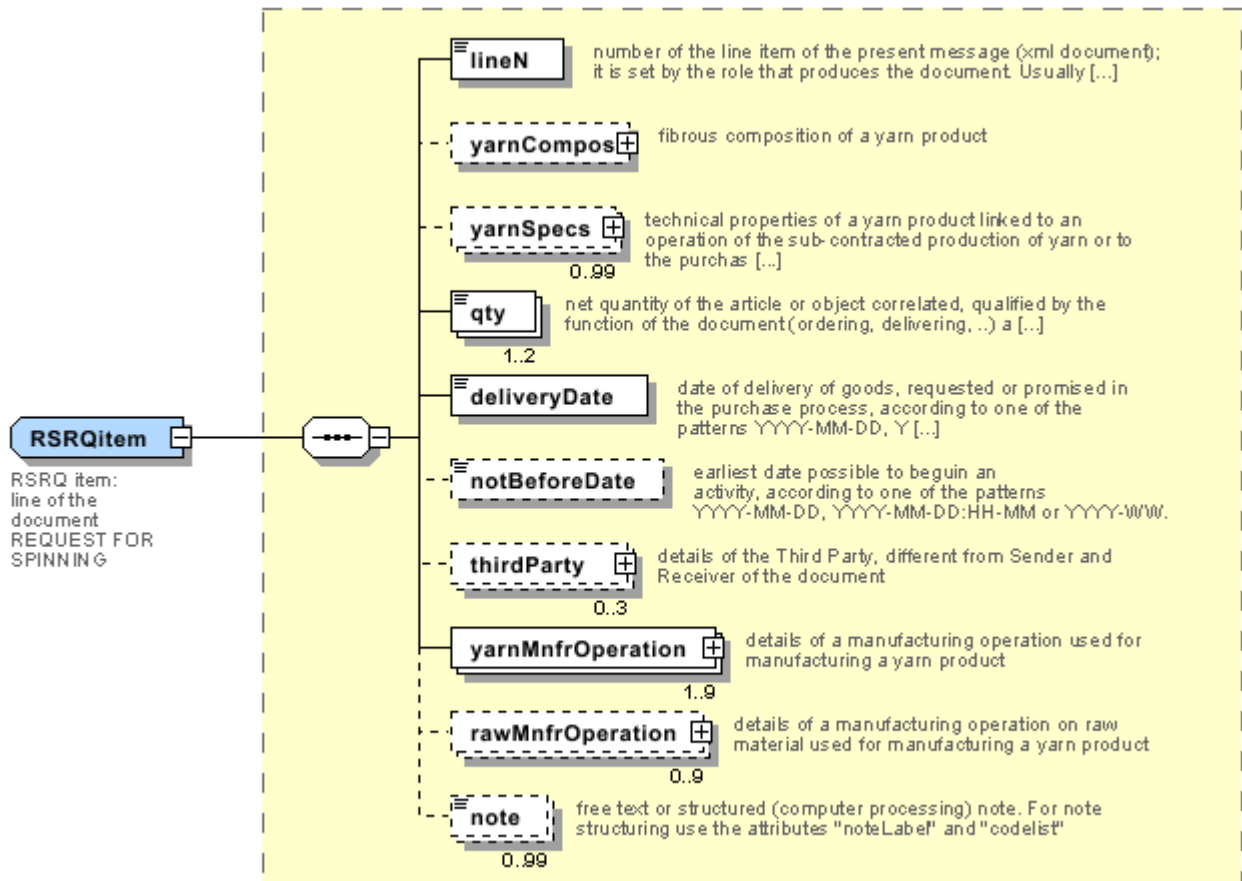 lineN
number of the line item of the present message (xml document);
it is set by the role that produces the document. Usually [...]
yarnCompos
fibrous composition of a yarn product
yarnSpecs
technical properties of a yarn product linked to an
operation of the sub-contracted production of yarn or to
the purchas [...]
0..99
qty
net quantity of the article or object correlated, qualified by the
function of the document (ordering, delivering, ..) a [...]
1..2
deliveryDate
date of delivery of goods, requested or promised in
the purchase process, according to one of the
patterns YYYY-MM-DD, Y [...]
RSRQitem
RSRQ item:
line of the
document
REQUEST FOR
SPINNING
notBeforeDate
earliest date possible to beguin an
activity, according to one of the patterns
YYYY-MM-DD, YYYY-MM-DD:HH-MM or YYYY-WW.
thirdParty
details of the Third Party, different from Sender and
Receiver of the document
0..3
yarnMnfrOperation
details of a manufacturing operation used for
manufacturing a yarn product
1..9
rawMnfrOperation
details of a manufacturing operation on raw
material used for manufacturing a yarn product
0..9
note
free text or structured (computer processing) note. For note
structuring use the attributes "noteLabel" and "codelist"
0..99